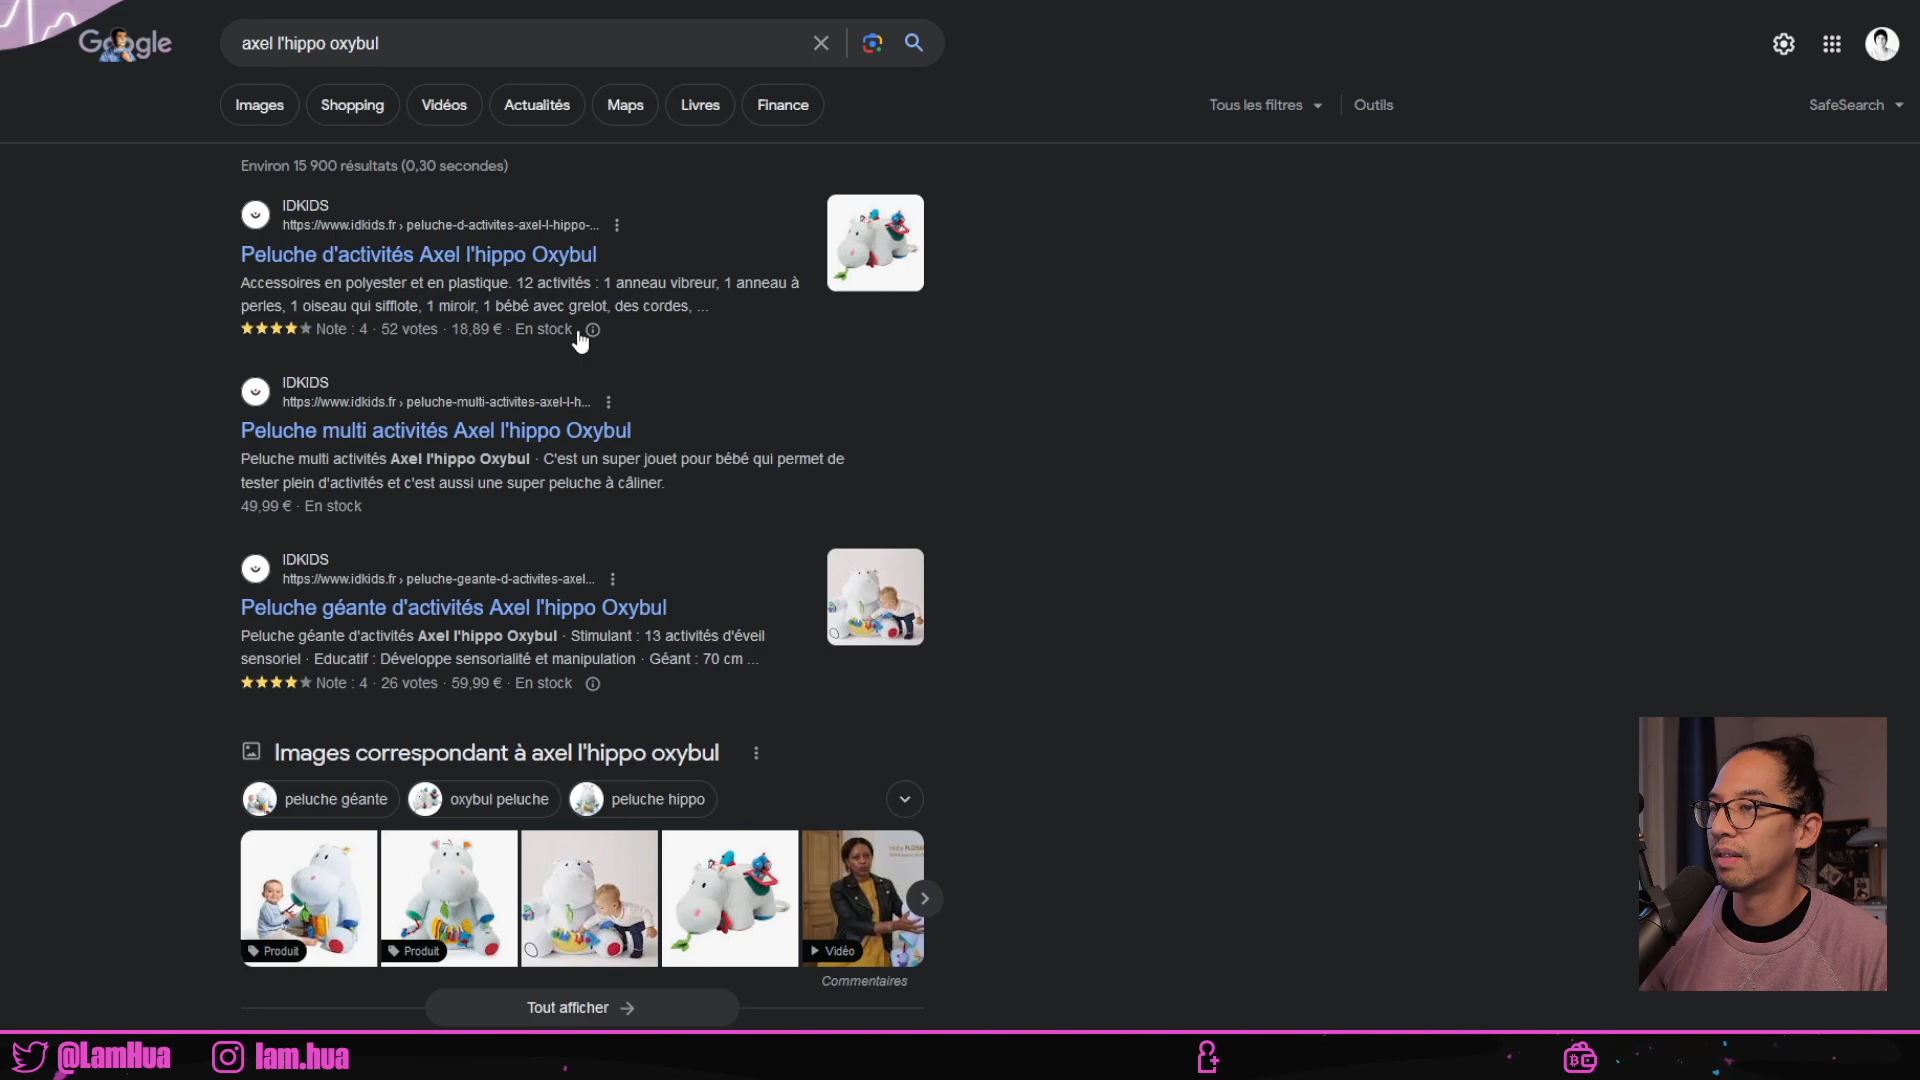 Google
axel l'hippo oxybul
Images
Shopping
Vidéos
Actualités
Maps
Livres
Finance
Tous les filtres
Outils
SafeSearch
Environ 15 900 résultats (0,30 secondes)
IDKIDS
https://www.idkids.fr › peluche-d-activites-axel-l-hippo-...
Peluche d'activités Axel l'hippo Oxybul
Accessoires en polyester et en plastique. 12 activités : 1 anneau vibreur, 1 anneau à
perles, 1 oiseau qui sifflote, 1 miroir, 1 bébé avec grelot, des cordes, ...
Note : 4 · 52 votes · 18,89 € · En stock
IDKIDS
https://www.idkids.fr › peluche-multi-activites-axel-l-h...
Peluche multi activités Axel l'hippo Oxybul
Peluche multi activités Axel l'hippo Oxybul · C'est un super jouet pour bébé qui permet de
tester plein d'activités et c'est aussi une super peluche à câliner.
49,99 € · En stock
IDKIDS
https://www.idkids.fr › peluche-geante-d-activites-axel...
Peluche géante d'activités Axel l'hippo Oxybul
Peluche géante d'activités Axel l'hippo Oxybul · Stimulant : 13 activités d'éveil
sensoriel · Educatif : Développe sensorialité et manipulation · Géant : 70 cm ...
Note : 4 · 26 votes · 59,99 € · En stock
Images correspondant à axel l'hippo oxybul
peluche géante
oxybul peluche
peluche hippo
Produit
Produit
Vidéo
Commentaires
Tout afficher
@LamHua
lam.hua